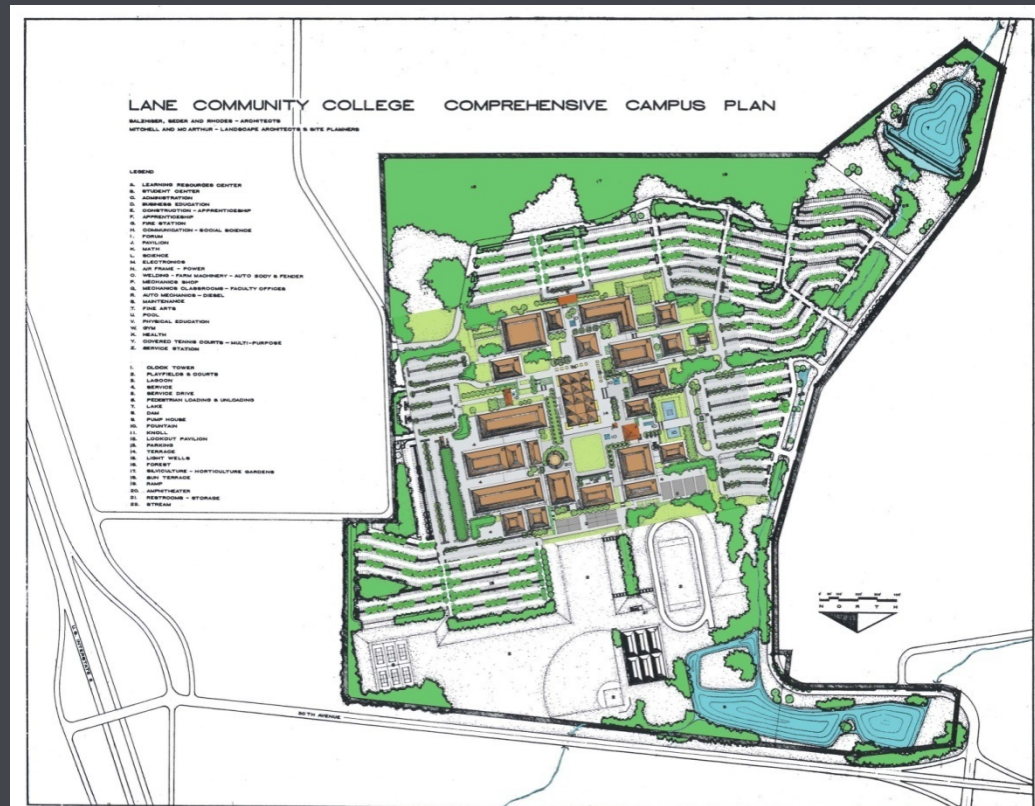 LANE COMMUNITY COLLEGE COMPREHENSIVE CAMPUS PLAN
BALZHISER, SEDER AND RHODES - ARCHITECTS
MITCHELL AND MC ARTHUR - LANDSCAPE ARCHITECTS & SITE PLANNERS
LEGEND
A. LEARNING RESOURCES CENTER
B. STUDENT CENTER
C. ADMINISTRATION
D. BUSINESS EDUCATION
E. CONSTRUCTION - APPRENTICESHIP
F. APPRENTICESHIP
G. FIRE STATION
H. COMMUNICATION - SOCIAL SCIENCE
I. FORUM
J. PAVILION
K. MATH
L. SCIENCE
M. ELECTRONICS
N. AIR FRAME - POWER
O. WELDING - FARM MACHINERY - AUTO BODY & FENDER
P. MECHANICS SHOP
Q. MECHANICS CLASSROOMS - FACULTY OFFICES
R. AUTO MECHANICS - DIESEL
S. MAINTENANCE
T. FINE ARTS
U. POOL
V. PHYSICAL EDUCATION
W. GYM
X. HEALTH
Y. COVERED TENNIS COURTS - MULTI-PURPOSE
Z. SERVICE STATION
1. CLOCK TOWER
2. PLAYFIELDS & COURTS
3. LAGOON
4. SERVICE
5. SERVICE DRIVE
6. PEDESTRIAN LOADING & UNLOADING
7. LAKE
8. DAM
9. PUMP HOUSE
10. FOUNTAIN
11. KNOLL
12. LOOKOUT PAVILION
13. PARKING
14. TERRACE
15. LIGHT WELLS
16. FOREST
17. SILVICULTURE - HORTICULTURE GARDENS
18. SUN TERRACE
19. RAMP
20. AMPHITHEATER
21. RESTROOMS - STORAGE
22. STREAM
NORTH
U.S. INTERSTATE 5
30TH AVENUE